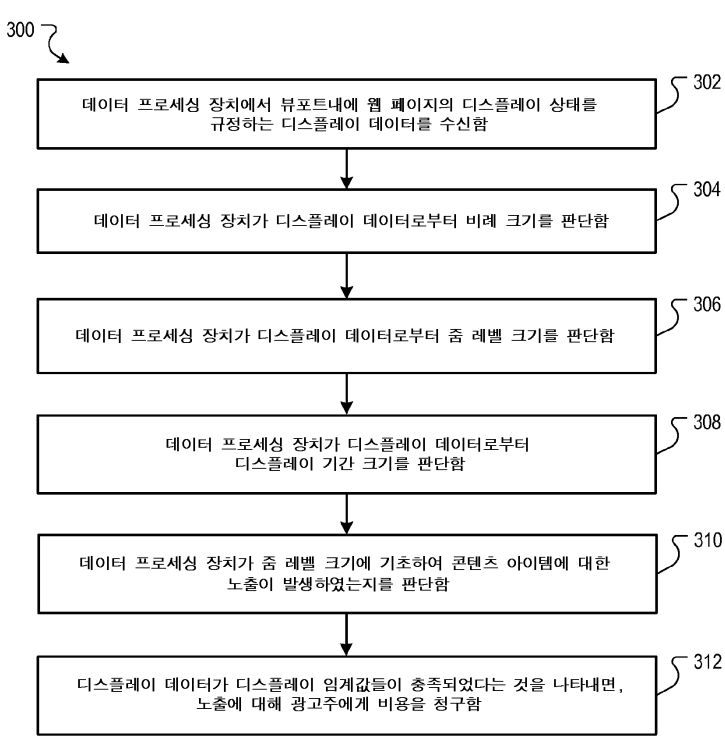 300
302
데이터 프로세싱 장치에서 뷰포트내에 웹 페이지의 디스플레이 상태를
규정하는 디스플레이 데이터를 수신함
304
데이터 프로세싱 장치가 디스플레이 데이터로부터 비례 크기를 판단함
306
데이터 프로세싱 장치가 디스플레이 데이터로부터 줌 레벨 크기를 판단함
308
데이터 프로세싱 장치가 디스플레이 데이터로부터
디스플레이 기간 크기를 판단함
310
데이터 프로세싱 장치가 줌 레벨 크기에 기초하여 콘텐츠 아이템에 대한
노출이 발생하였는지를 판단함
312
디스플레이 데이터가 디스플레이 임계값들이 충족되었다는 것을 나타내면,
노출에 대해 광고주에게 비용을 청구함